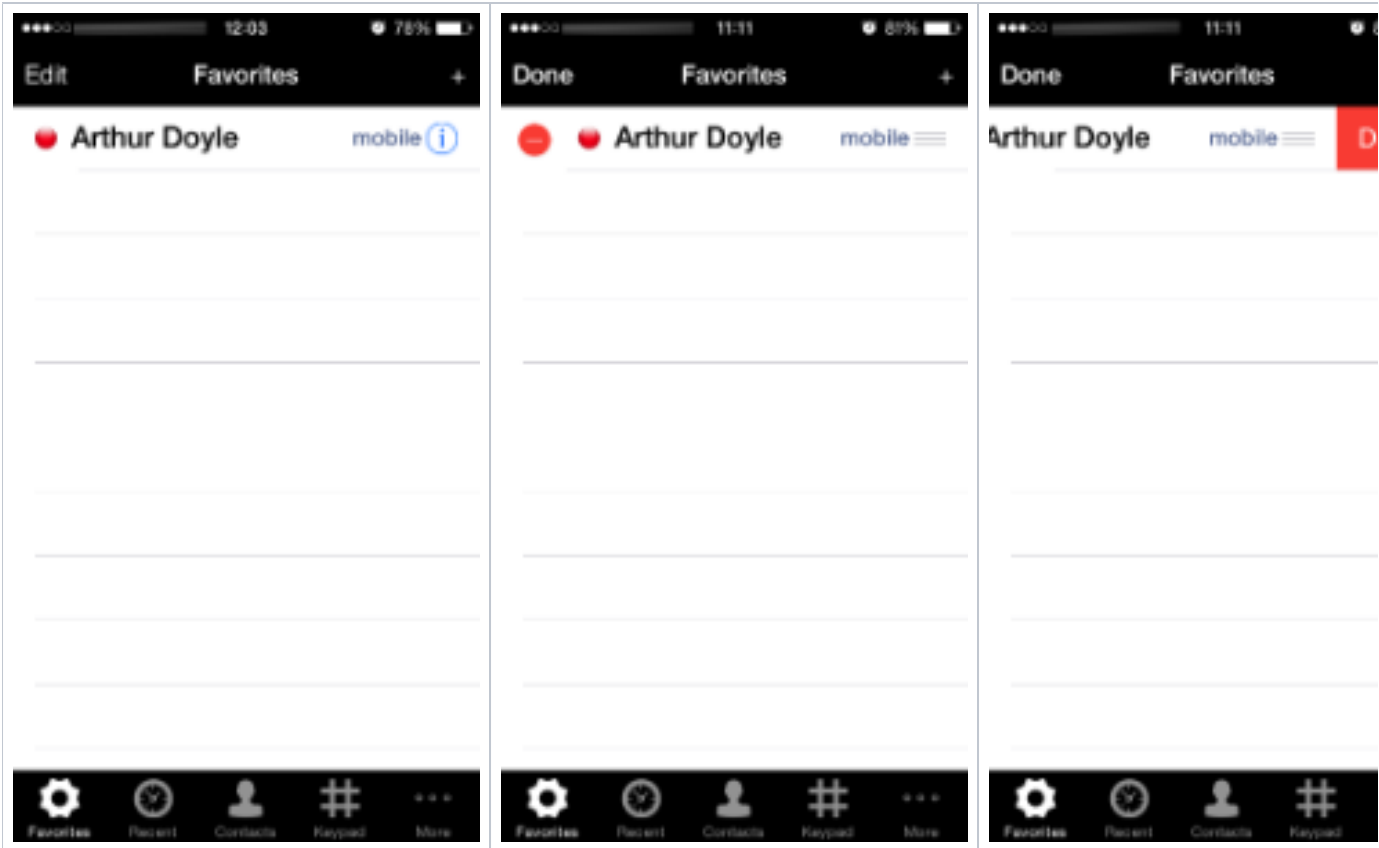 12:03 78%
Edit Favorites +
Arthur Doyle mobile
Favorites Recent Contacts Keypad More
11:11 81%
Done Favorites +
Arthur Doyle mobile
Favorites Recent Contacts Keypad More
11:11
Done Favorites
Arthur Doyle mobile D
Favorites Recent Contacts Keypad